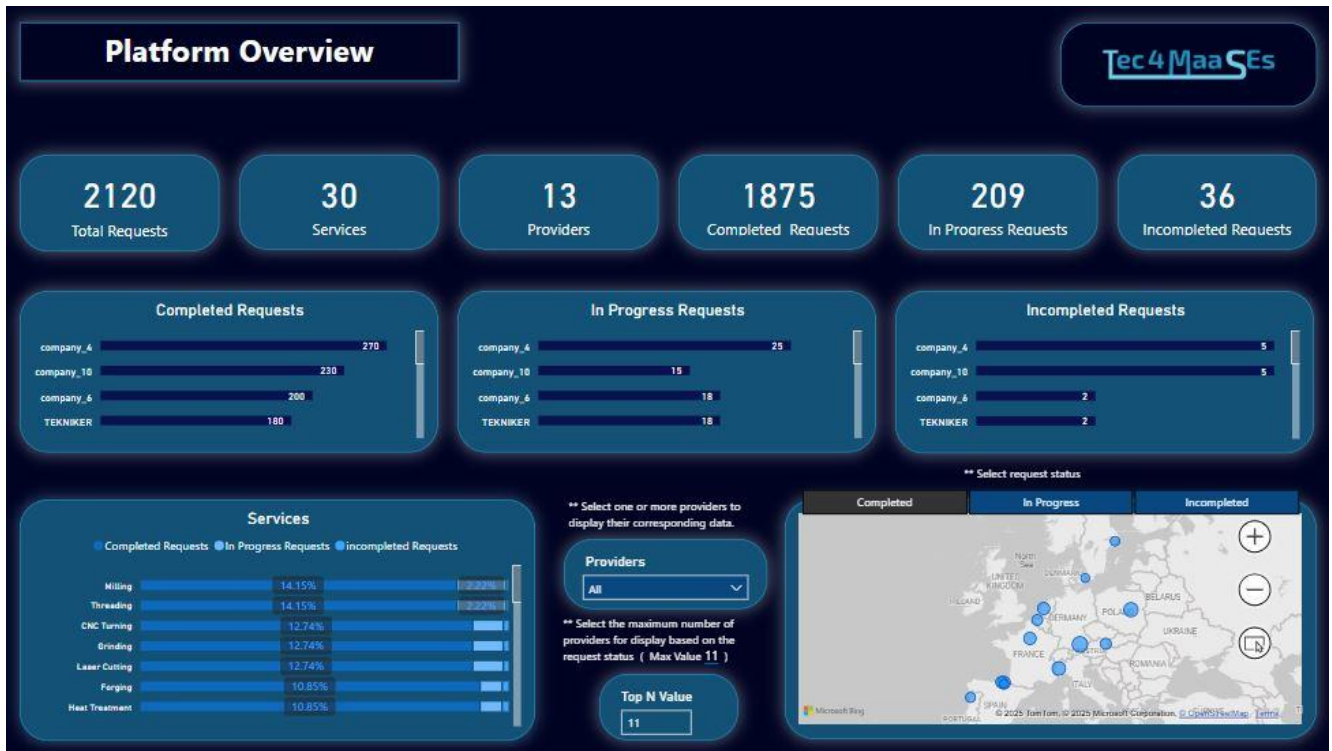 Platform Overview
Tec4MaaSEs
2120
Total Requests
30
Services
13
Providers
1875
Completed Requests
209
In Progress Requests
36
Incompleted Requests
Completed Requests
company_4 270
company_10 230
company_6 200
TEKNIKER 180
In Progress Requests
company_4 25
company_10 15
company_6 18
TEKNIKER 18
Incompleted Requests
company_4 5
company_10 5
company_6 2
TEKNIKER 2
Services
Completed Requests In Progress Requests incompleted Requests
Milling 14.15% 2.22%
Threading 14.15% 2.22%
CNC Turning 12.74%
Grinding 12.74%
Laser Cutting 12.74%
Forging 10.85%
Heat Treatment 10.85%
** Select one or more providers to
display their corresponding data.
Providers
All
** Select the maximum number of
providers for display based on the
request status ( Max Value 11 )
Top N Value
11
** Select request status
Completed In Progress Incompleted
North
Sea
UNITED
KINGDOM
DENMARK
IRELAND
BELARUS
GERMANY
UKRAINE
FRANCE
ROMANIA
ITALY
SPAIN
PORTUGAL
Microsoft Bing
© 2025 TomTom, © 2025 Microsoft Corporation, © OpenStreetMap Terms